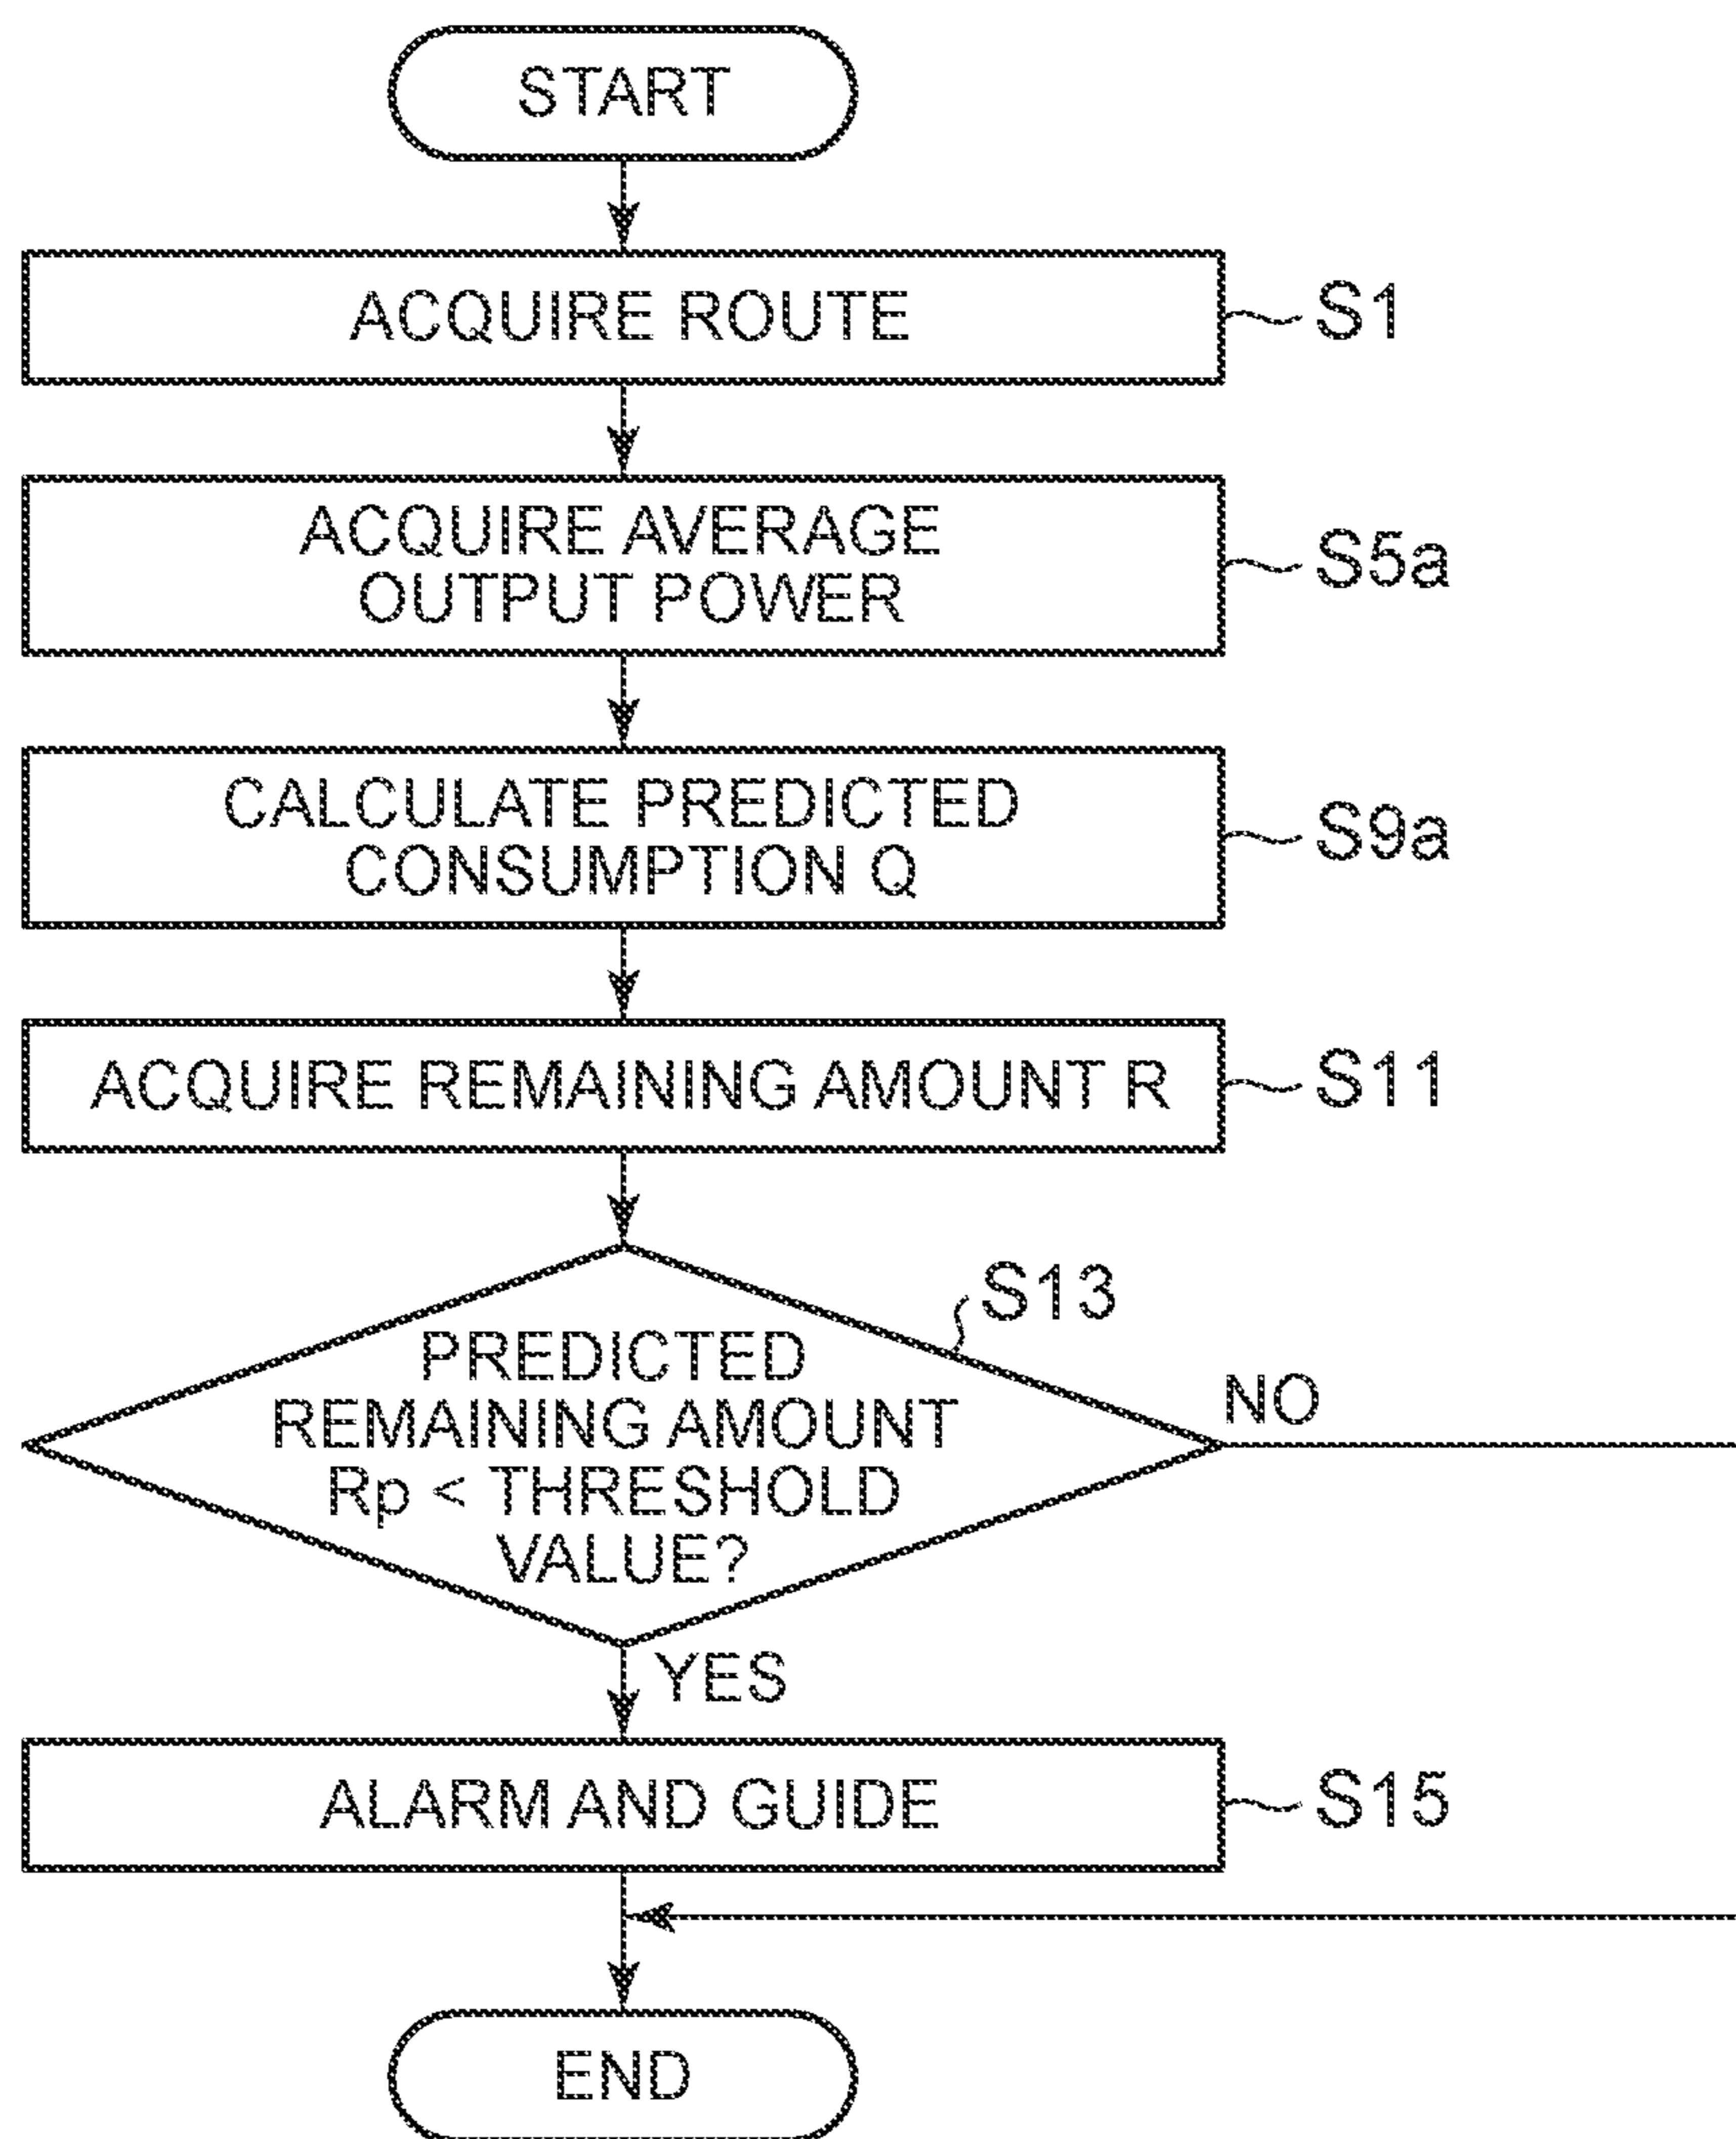 START
ACQUIRE ROUTE
S1
ACQUIRE AVERAGE
OUTPUT POWER
S5a
CALCULATE PREDICTED
CONSUMPTION Q
S9a
ACQUIRE REMAINING AMOUNT R
S11
S13
PREDICTED
REMAINING AMOUNT
Rp < THRESHOLD
VALUE?
NO
YES
ALARM AND GUIDE
S15
END